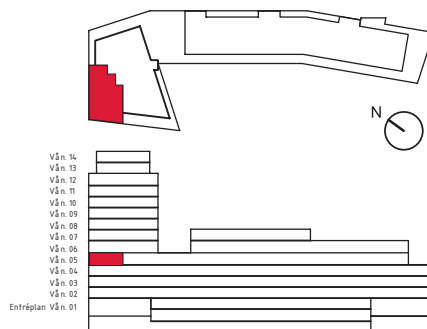 N
Vån. 14
Vån. 13
Vån. 12
Vån. 11
Vån. 10
Vån. 09
Vån. 08
Vån. 07
Vån. 06
Vån. 05
Vån. 04
Vån. 03
Vån. 02
Entréplan Vån. 01